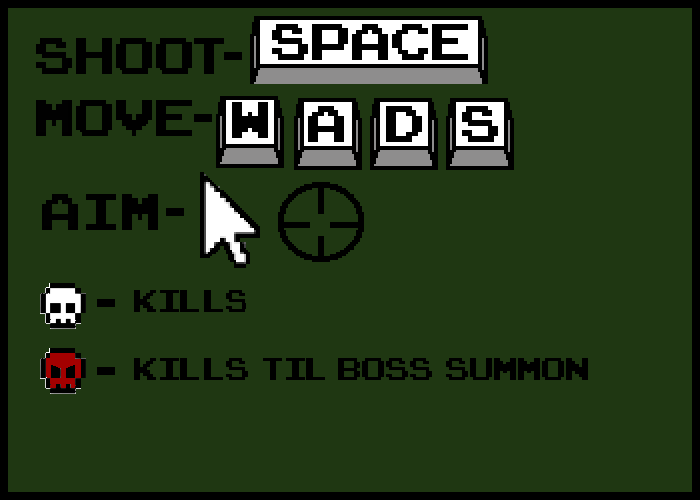 SHOOT- SPACE
MOVE- W A D S
AIM-
- KILLS
- KILLS TIL BOSS SUMMON